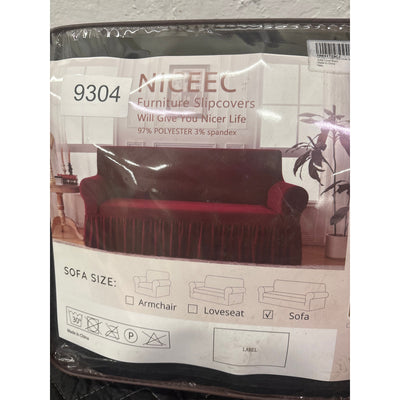 9304
NICEEC
Furniture Slipcovers
Will Give You Nicer Life
97% POLYESTER 3% spandex
SOFA SIZE:
Armchair
Loveseat
☑ Sofa
30°
P
Made in China
LABEL